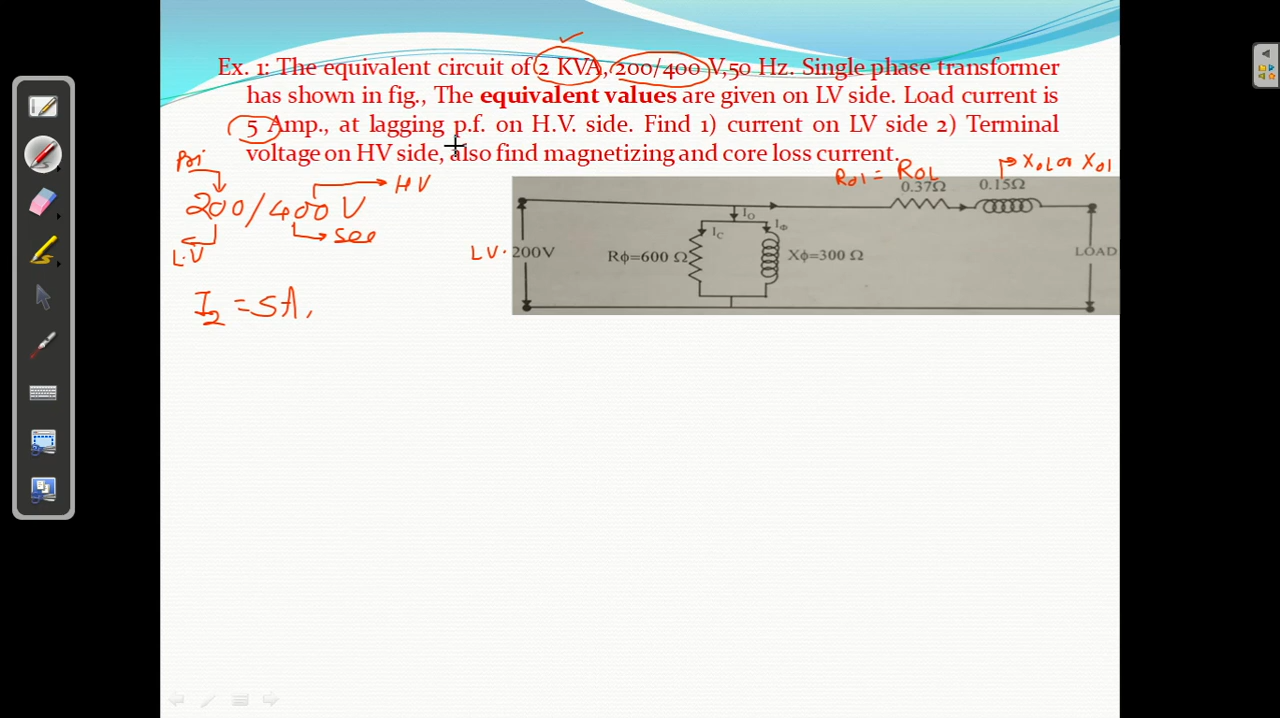 Ex. 1: The equivalent circuit of 2 KVA, 200/400 V,50 Hz. Single phase transformer
has shown in fig., The equivalent values are given on LV side. Load current is
5 Amp., at lagging p.f. on H.V. side. Find 1) current on LV side 2) Terminal
voltage on HV side, also find magnetizing and core loss current.
Pri
200/400 V
HV
L.V
Sec
I2 = 5A,
R01 = R0L
X0L or X01
0.37Ω
0.15Ω
IO
IC
IΦ
LV. 200V
RΦ=600 Ω
XΦ=300 Ω
LOAD